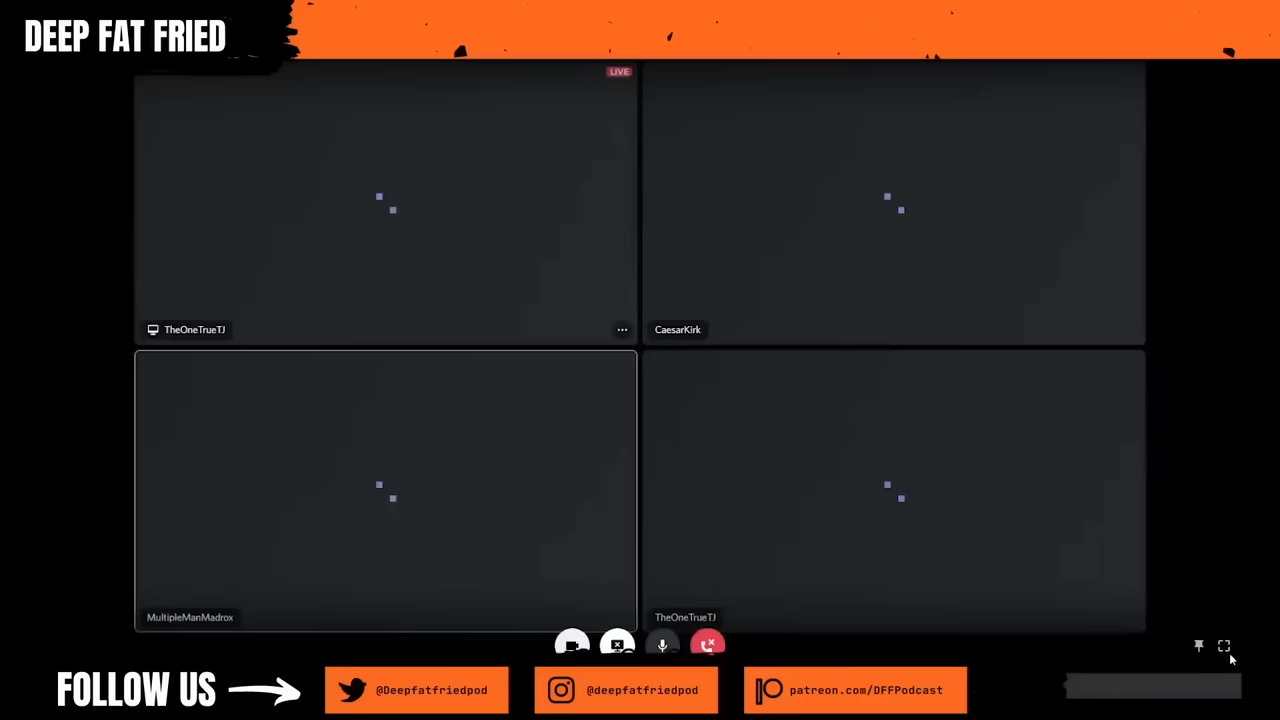 DEEP FAT FRIED
LIVE
TheOneTrueTJ
CaesarKirk
MultipleManMadrox
TheOneTrueTJ
FOLLOW US
@Deepfatfriedpod
@deepfatfriedpod
patreon.com/DFFPodcast